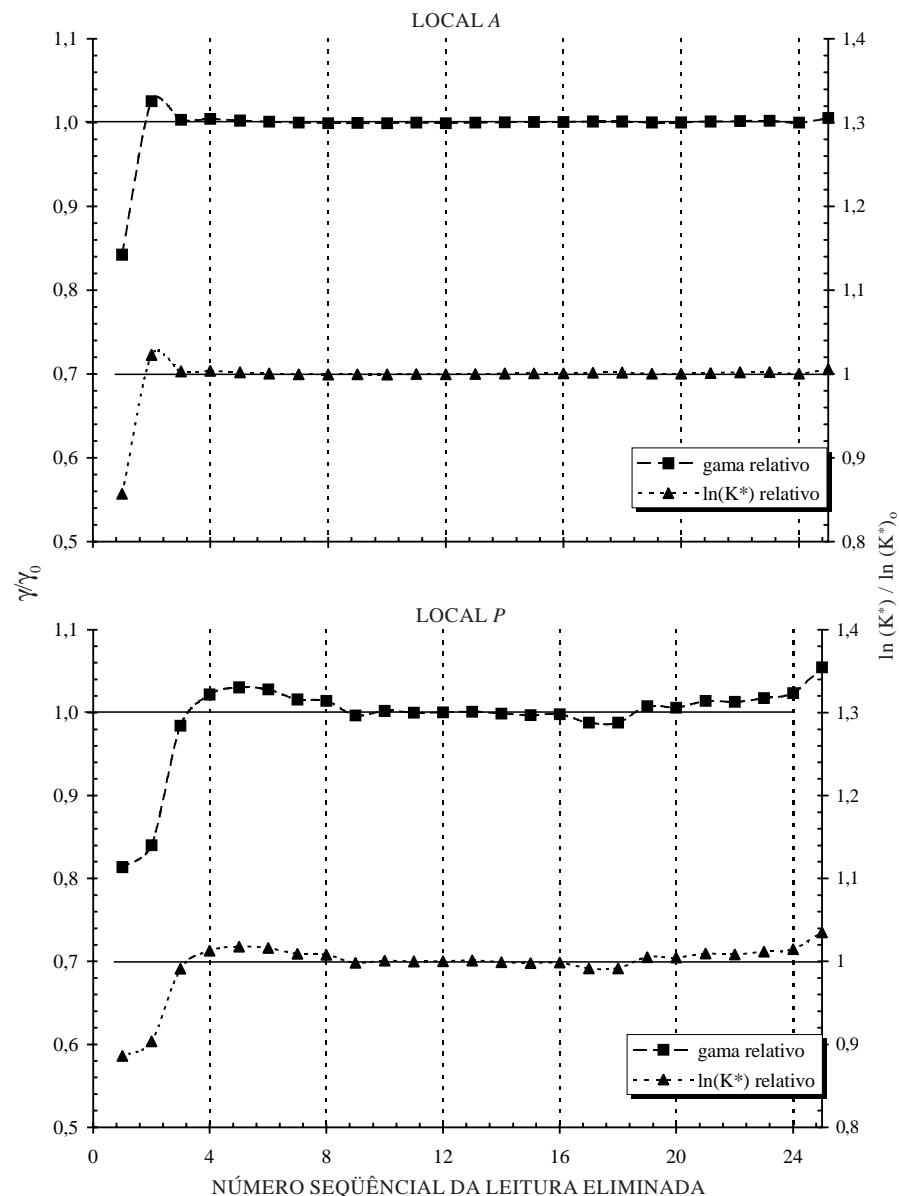 LOCAL A
1,1
1,0
0,9
0,8
0,7
0,6
0,5
1,4
1,3
1,2
1,1
1
0,9
0,8
gama relativo
ln(K*) relativo
γ/γ0
ln (K*) / ln (K*)o
LOCAL P
1,1
1,0
0,9
0,8
0,7
0,6
0,5
1,4
1,3
1,2
1,1
1
0,9
0,8
gama relativo
ln(K*) relativo
0 4 8 12 16 20 24
NÚMERO SEQÜÊNCIAL DA LEITURA ELIMINADA